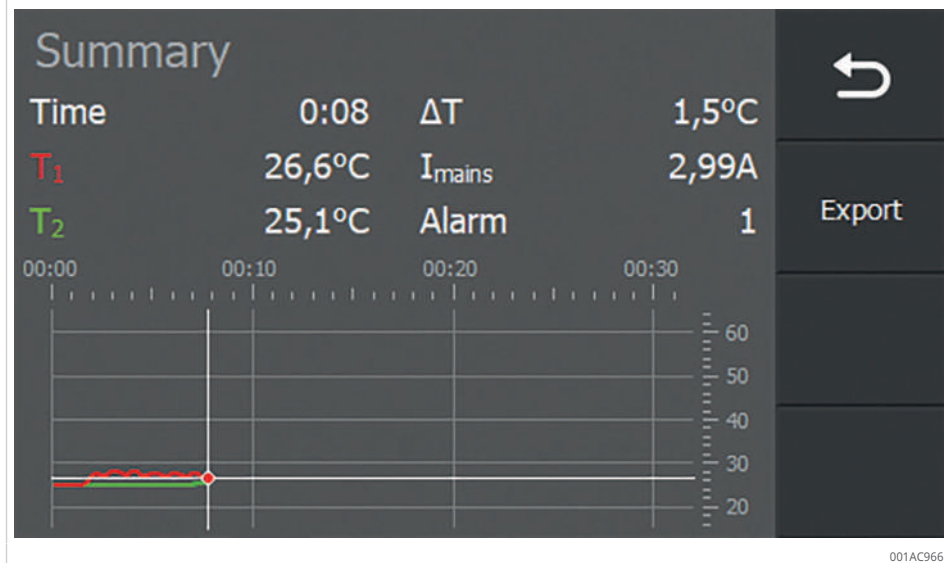 Summary
Time 0:08 ΔT 1,5°C
T1 26,6°C Imains 2,99A
T2 25,1°C Alarm 1
Export
00:00 00:10 00:20 00:30
60
50
40
30
20
001AC966